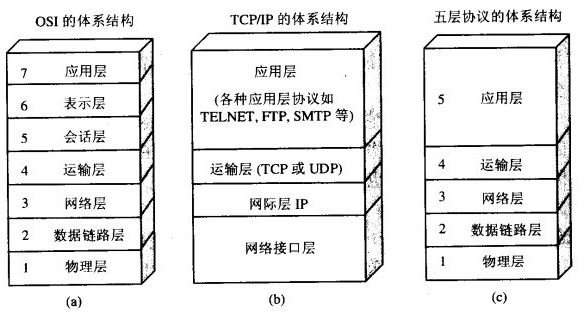 OSI 的体系结构
7 应用层
6 表示层
5 会话层
4 运输层
3 网络层
2 数据链路层
1 物理层
(a)
TCP/IP 的体系结构
应用层
(各种应用层协议如
TELNET, FTP, SMTP 等)
运输层 (TCP 或 UDP)
网际层 IP
网络接口层
(b)
五层协议的体系结构
5 应用层
4 运输层
3 网络层
2 数据链路层
1 物理层
(c)